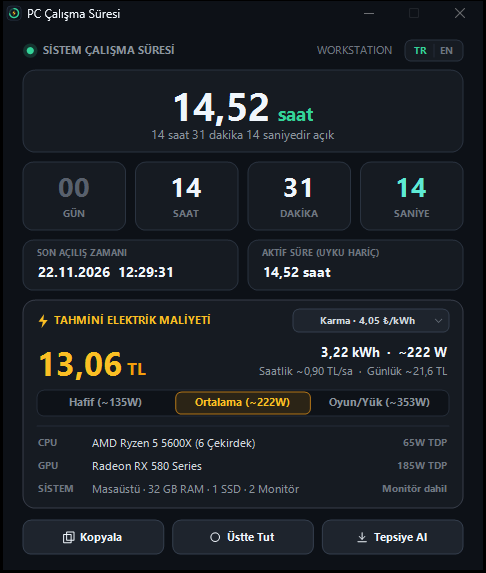 PC Çalışma Süresi
SİSTEM ÇALIŞMA SÜRESİ WORKSTATION TR EN
14,52 saat
14 saat 31 dakika 14 saniyedir açık
00 14 31 14
GÜN SAAT DAKİKA SANİYE
SON AÇILIŞ ZAMANI AKTİF SÜRE (UYKU HARİÇ)
22.11.2026 12:29:31 14,52 saat
TAHMİNİ ELEKTRİK MALİYETİ Karma · 4,05 ₺/kWh
13,06 TL 3,22 kWh · ~222 W
Saatlik ~0,90 TL/sa · Günlük ~21,6 TL
Hafif (~135W) Ortalama (~222W) Oyun/Yük (~353W)
CPU AMD Ryzen 5 5600X (6 Çekirdek) 65W TDP
GPU Radeon RX 580 Series 185W TDP
SİSTEM Masaüstü · 32 GB RAM · 1 SSD · 2 Monitör Monitör dahil
Kopyala Üstte Tut Tepsiye Al